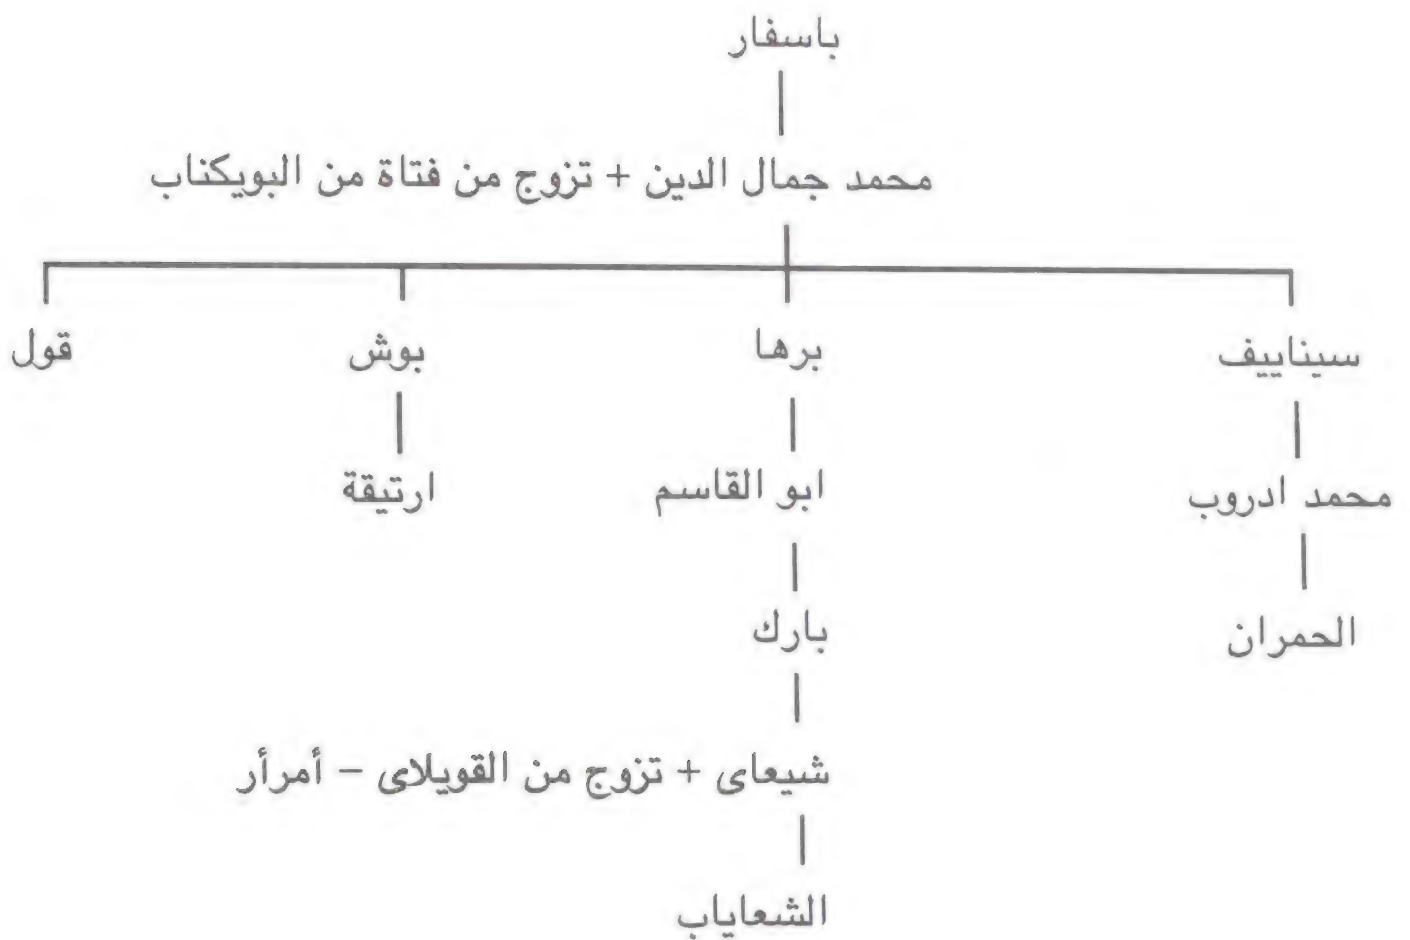 باسفار
محمد جمال الدين + تزوج من فتاة من البويكناب
سيناييف برها بوش قول
محمد ادروب ابو القاسم ارتيقة
الحمران بارك
شيعاى + تزوج من القويلاى – أمرأر
الشعاياب